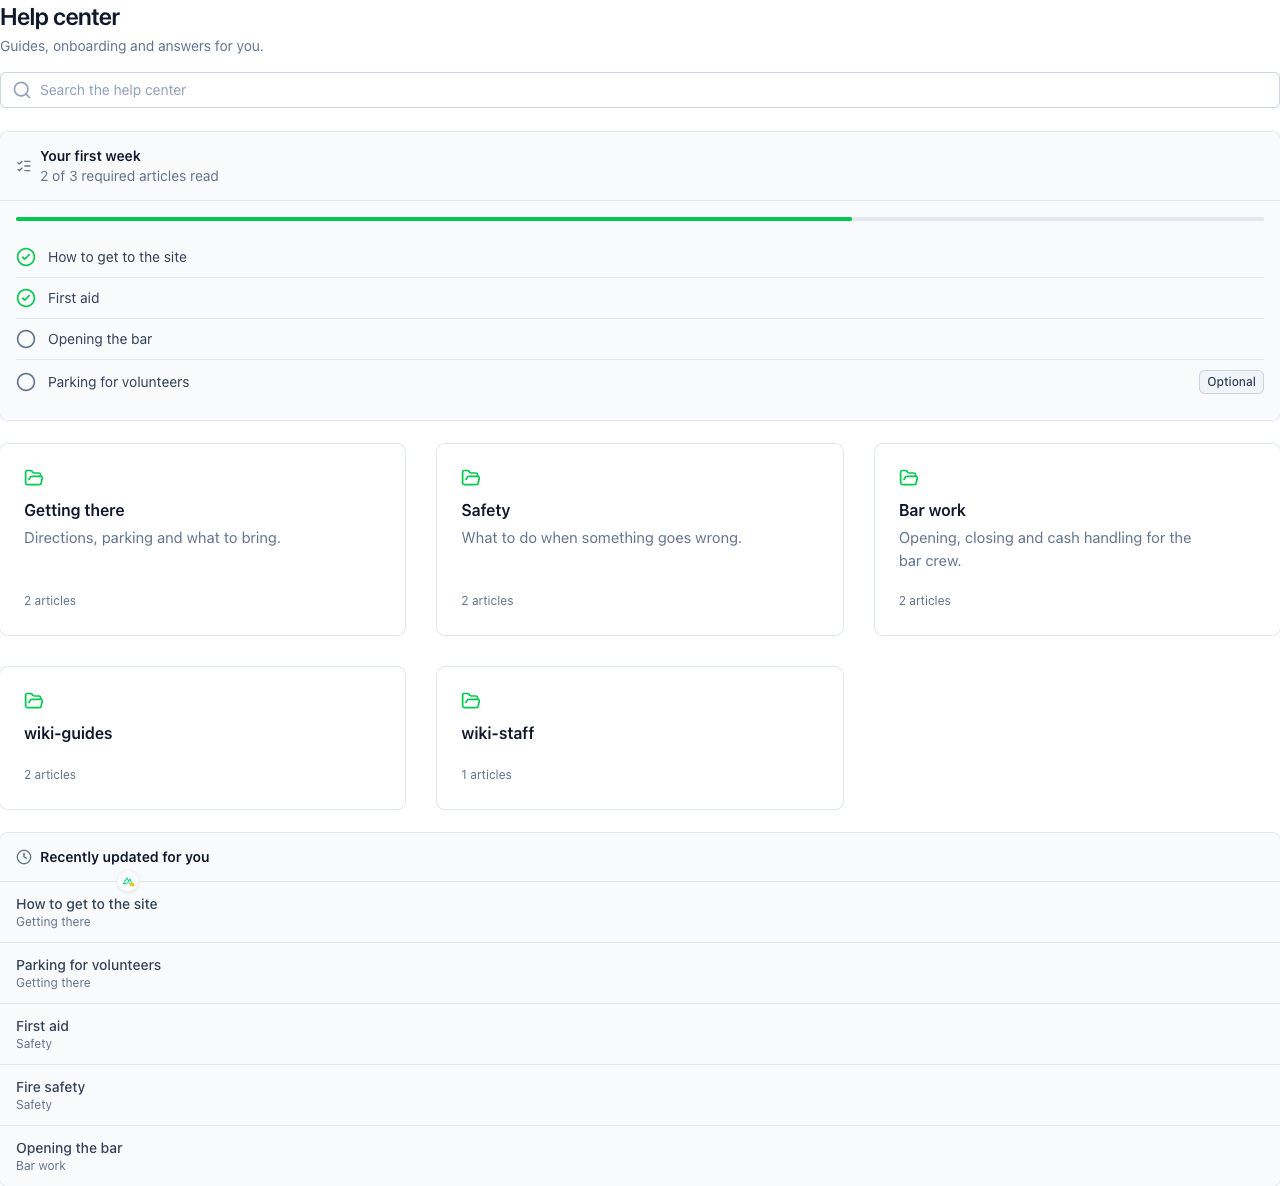 Help center
Guides, onboarding and answers for you.
Search the help center
Your first week
2 of 3 required articles read
How to get to the site
First aid
Opening the bar
Parking for volunteers
Optional
Getting there
Directions, parking and what to bring.
2 articles
Safety
What to do when something goes wrong.
2 articles
Bar work
Opening, closing and cash handling for the
bar crew.
2 articles
wiki-guides
2 articles
wiki-staff
1 articles
Recently updated for you
How to get to the site
Getting there
Parking for volunteers
Getting there
First aid
Safety
Fire safety
Safety
Opening the bar
Bar work